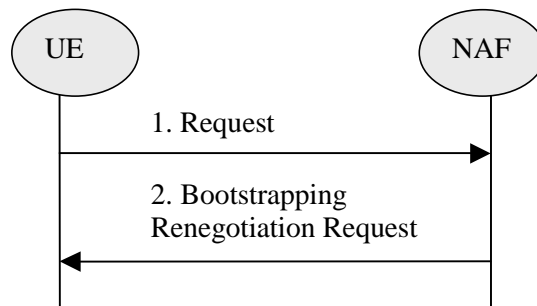 UE
NAF
1. Request
2. Bootstrapping
Renegotiation Request